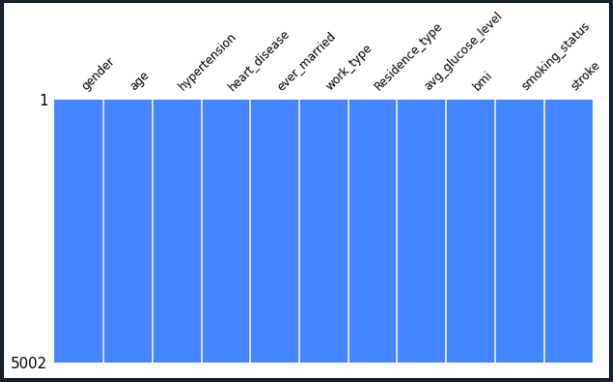 gender
age
hypertension
heart_disease
ever_married
work_type
Residence_type
avg_glucose_level
bmi
smoking_status
stroke
1
5002